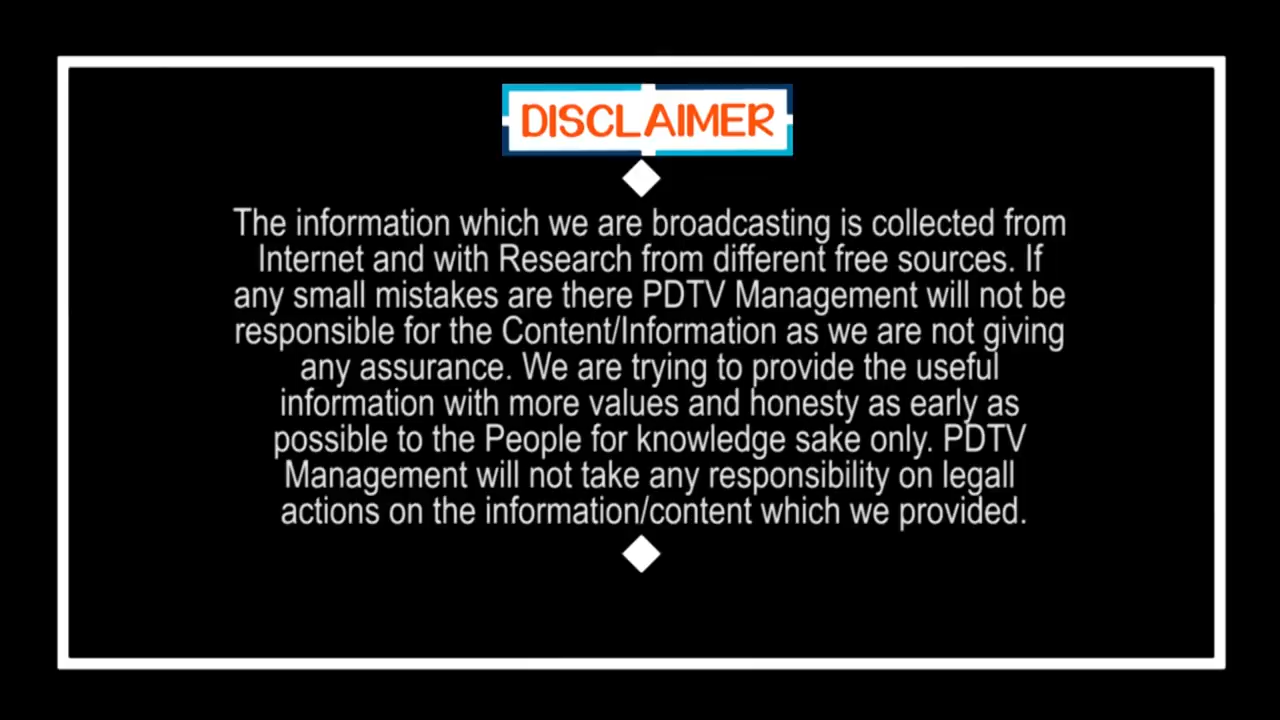 DISCLAIMER
The information which we are broadcasting is collected from
Internet and with Research from different free sources. If
any small mistakes are there PDTV Management will not be
responsible for the Content/Information as we are not giving
any assurance. We are trying to provide the useful
information with more values and honesty as early as
possible to the People for knowledge sake only. PDTV
Management will not take any responsibility on legall
actions on the information/content which we provided.